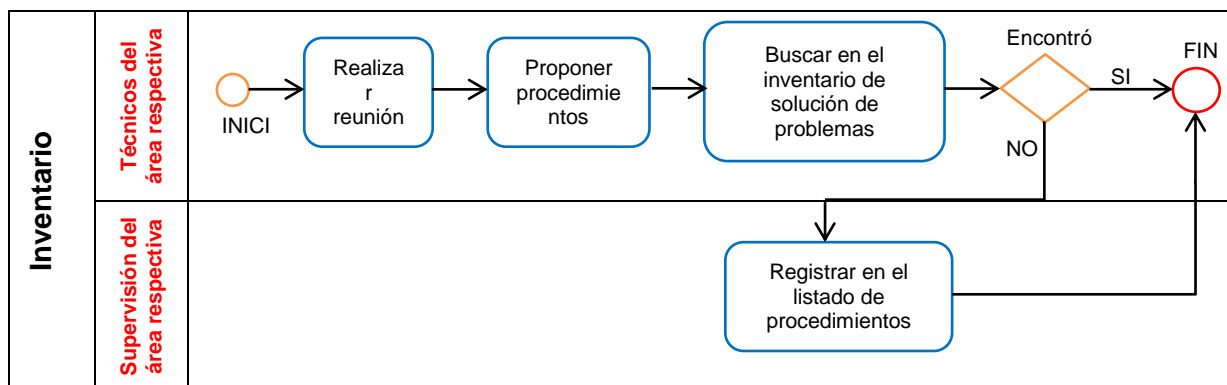 Inventario
Técnicos del
área respectiva
INICI
Realiza
r
reunión
Proponer
procedimie
ntos
Buscar en el
inventario de
solución de
problemas
Encontró
SI
NO
FIN
Supervisión del
área respectiva
Registrar en el
listado de
procedimientos